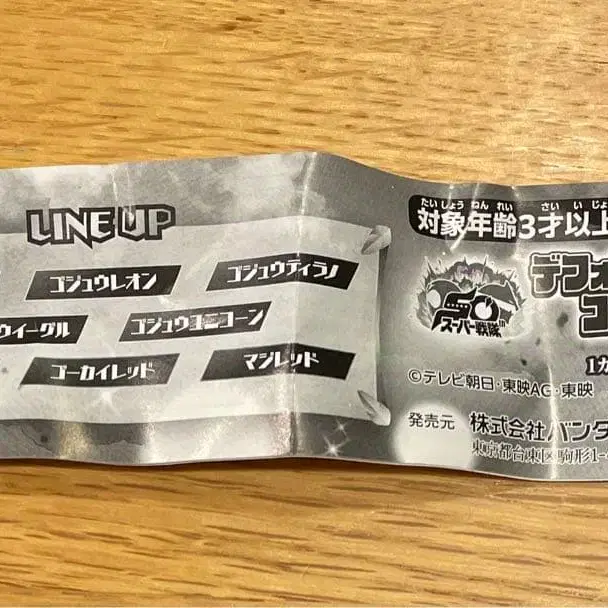 LINE UP
ゴジュウレオン
ゴジュウティラノ
ウイーグル
ゴジュウユニコーン
ゴーカイレッド
マジレッド
たいしょう ねん れい さい いじょ
対象年齢3才以上
50
スーパー戦隊
デフォ
コ
1カ
©テレビ朝日・東映AG・東映
発売元 株式会社バンダ
東京都台東区駒形1-